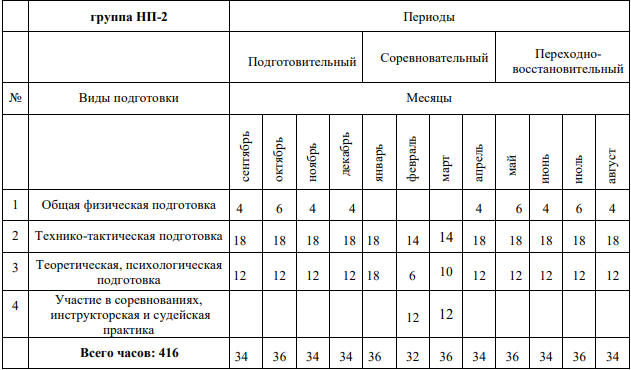 группа НП-2 Периоды
Подготовительный Соревновательный Переходно-
восстановительный
№ Виды подготовки Месяцы
сентябрь октябрь ноябрь декабрь январь февраль март апрель май июнь июль август
1 Общая физическая подготовка 4 6 4 4 4 6 4 6 4
2 Технико-тактическая подготовка 18 18 18 18 18 14 14 18 18 18 18 18
3 Теоретическая, психологическая
подготовка 12 12 12 12 18 6 10 12 12 12 12 12
4 Участие в соревнованиях,
инструкторская и судейская
практика 12 12
Всего часов: 416 34 36 34 34 36 32 36 34 36 34 36 34